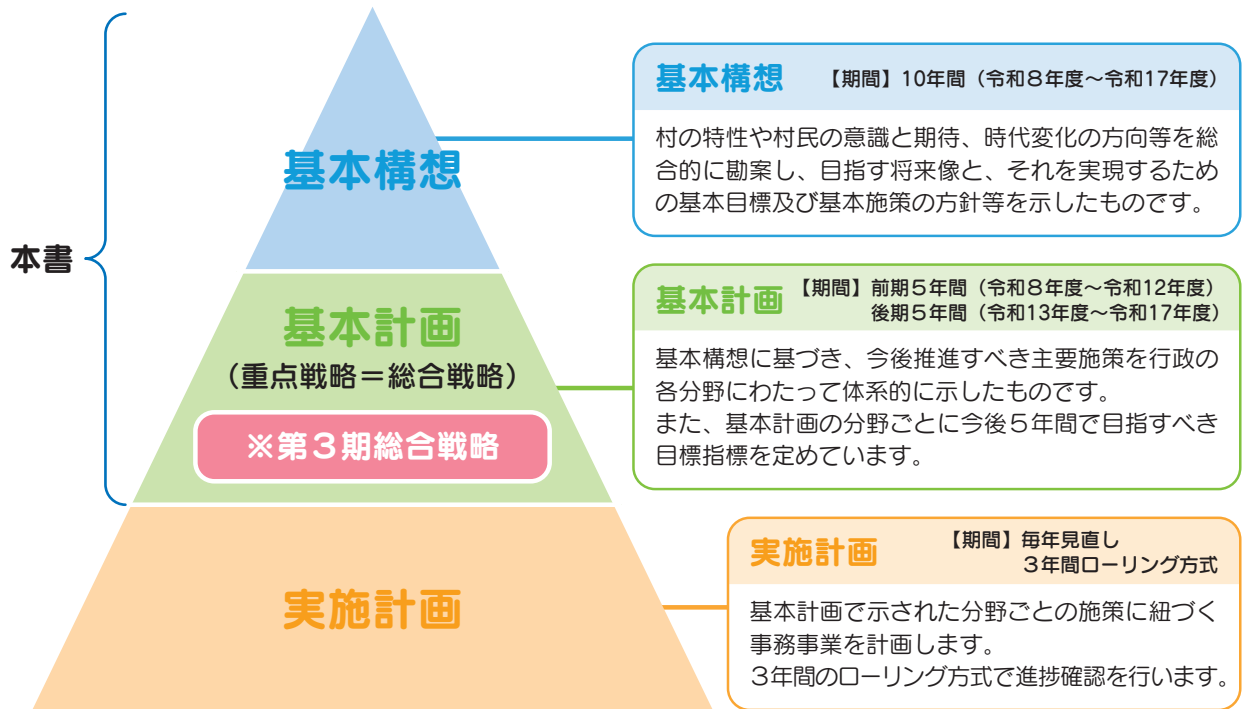 本書
基本構想
基本計画
（重点戦略＝総合戦略）
※第３期総合戦略
実施計画
基本構想 【期間】10年間（令和８年度～令和17年度）
村の特性や村民の意識と期待、時代変化の方向等を総
合的に勘案し、目指す将来像と、それを実現するため
の基本目標及び基本施策の方針等を示したものです。
基本計画 【期間】前期５年間（令和８年度～令和12年度）
後期５年間（令和13年度～令和17年度）
基本構想に基づき、今後推進すべき主要施策を行政の
各分野にわたって体系的に示したものです。
また、基本計画の分野ごとに今後５年間で目指すべき
目標指標を定めています。
実施計画 【期間】毎年見直し
３年間ローリング方式
基本計画で示された分野ごとの施策に紐づく
事務事業を計画します。
３年間のローリング方式で進捗確認を行います。